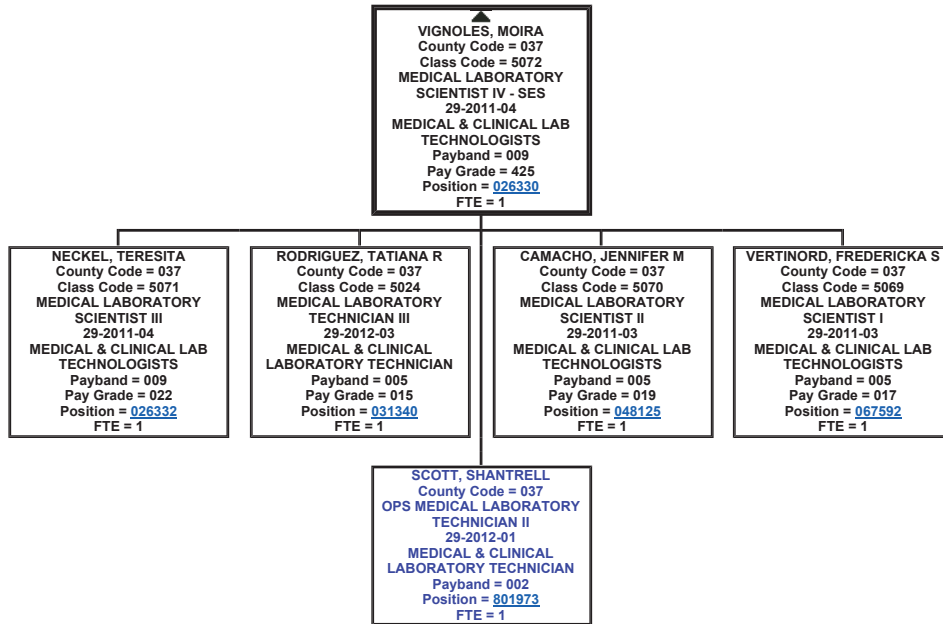 VIGNOLES, MOIRA
County Code = 037
Class Code = 5072
MEDICAL LABORATORY
SCIENTIST IV - SES
29-2011-04
MEDICAL & CLINICAL LAB
TECHNOLOGISTS
Payband = 009
Pay Grade = 425
Position = 026330
FTE = 1
NECKEL, TERESITA
County Code = 037
Class Code = 5071
MEDICAL LABORATORY
SCIENTIST III
29-2011-04
MEDICAL & CLINICAL LAB
TECHNOLOGISTS
Payband = 009
Pay Grade = 022
Position = 026332
FTE = 1
RODRIGUEZ, TATIANA R
County Code = 037
Class Code = 5024
MEDICAL LABORATORY
TECHNICIAN III
29-2012-03
MEDICAL & CLINICAL
LABORATORY TECHNICIAN
Payband = 005
Pay Grade = 015
Position = 031340
FTE = 1
CAMACHO, JENNIFER M
County Code = 037
Class Code = 5070
MEDICAL LABORATORY
SCIENTIST II
29-2011-03
MEDICAL & CLINICAL LAB
TECHNOLOGISTS
Payband = 005
Pay Grade = 019
Position = 048125
FTE = 1
VERTINORD, FREDERICKA S
County Code = 037
Class Code = 5069
MEDICAL LABORATORY
SCIENTIST I
29-2011-03
MEDICAL & CLINICAL LAB
TECHNOLOGISTS
Payband = 005
Pay Grade = 017
Position = 067592
FTE = 1
SCOTT, SHANTRELL
County Code = 037
OPS MEDICAL LABORATORY
TECHNICIAN II
29-2012-01
MEDICAL & CLINICAL
LABORATORY TECHNICIAN
Payband = 002
Position = 801973
FTE = 1